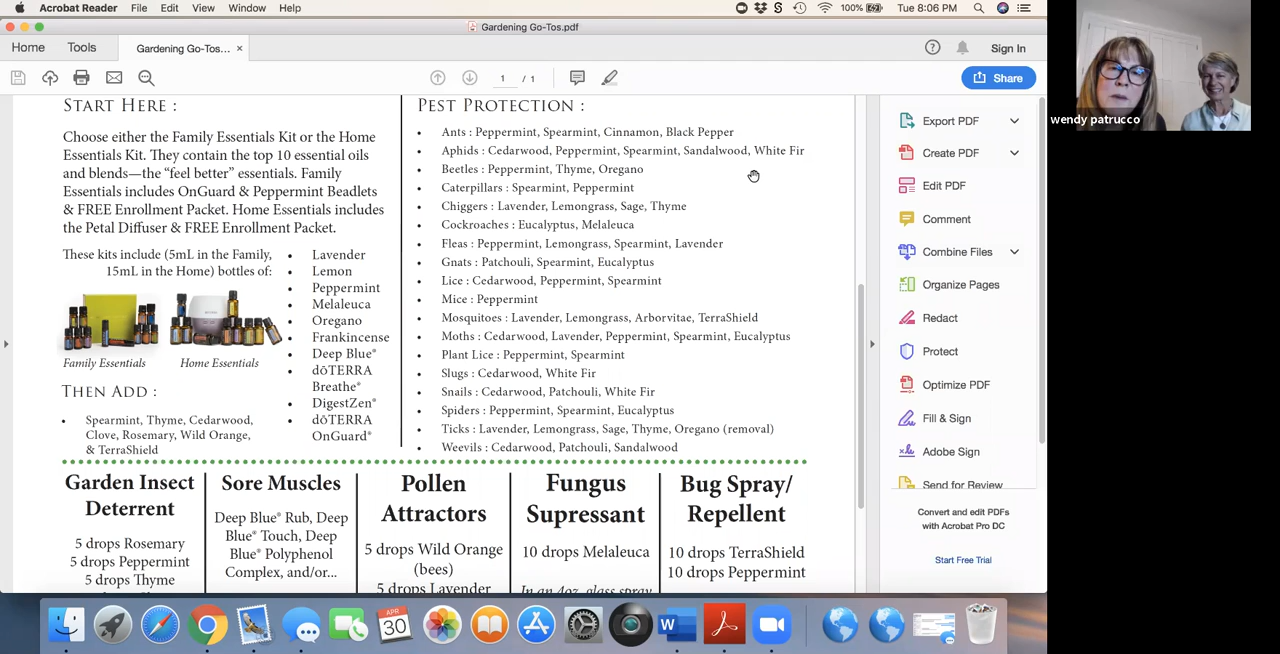 Acrobat Reader File Edit View Window Help
100% Tue 8:06 PM
Gardening Go-Tos.pdf
Home Tools Gardening Go-Tos... × Sign In
1 / 1 Share
START HERE :
Choose either the Family Essentials Kit or the Home
Essentials Kit. They contain the top 10 essential oils
and blends—the “feel better” essentials. Family
Essentials includes OnGuard & Peppermint Beadlets
& FREE Enrollment Packet. Home Essentials includes
the Petal Diffuser & FREE Enrollment Packet.
These kits include (5mL in the Family,
15mL in the Home) bottles of:
• Lavender
• Lemon
• Peppermint
• Melaleuca
• Oregano
• Frankincense
• Deep Blue®
• dōTERRA
Breathe®
• DigestZen®
• dōTERRA
OnGuard®
Family Essentials Home Essentials
THEN ADD :
• Spearmint, Thyme, Cedarwood,
Clove, Rosemary, Wild Orange,
& TerraShield
PEST PROTECTION :
• Ants : Peppermint, Spearmint, Cinnamon, Black Pepper
• Aphids : Cedarwood, Peppermint, Spearmint, Sandalwood, White Fir
• Beetles : Peppermint, Thyme, Oregano
• Caterpillars : Spearmint, Peppermint
• Chiggers : Lavender, Lemongrass, Sage, Thyme
• Cockroaches : Eucalyptus, Melaleuca
• Fleas : Peppermint, Lemongrass, Spearmint, Lavender
• Gnats : Patchouli, Spearmint, Eucalyptus
• Lice : Cedarwood, Peppermint, Spearmint
• Mice : Peppermint
• Mosquitoes : Lavender, Lemongrass, Arborvitae, TerraShield
• Moths : Cedarwood, Lavender, Peppermint, Spearmint, Eucalyptus
• Plant Lice : Peppermint, Spearmint
• Slugs : Cedarwood, White Fir
• Snails : Cedarwood, Patchouli, White Fir
• Spiders : Peppermint, Spearmint, Eucalyptus
• Ticks : Lavender, Lemongrass, Sage, Thyme, Oregano (removal)
• Weevils : Cedarwood, Patchouli, Sandalwood
Garden Insect
Deterrent
5 drops Rosemary
5 drops Peppermint
5 drops Thyme
Sore Muscles
Deep Blue® Rub, Deep
Blue® Touch, Deep
Blue® Polyphenol
Complex, and/or...
Pollen
Attractors
5 drops Wild Orange
(bees)
5 drops Lavender
Fungus
Supressant
10 drops Melaleuca
In an 4oz. glass spray
Bug Spray/
Repellent
10 drops TerraShield
10 drops Peppermint
Export PDF
Create PDF
Edit PDF
Comment
Combine Files
Organize Pages
Redact
Protect
Optimize PDF
Fill & Sign
Adobe Sign
Send for Review
Convert and edit PDFs
with Acrobat Pro DC
Start Free Trial
wendy patrucco
APR
30
W